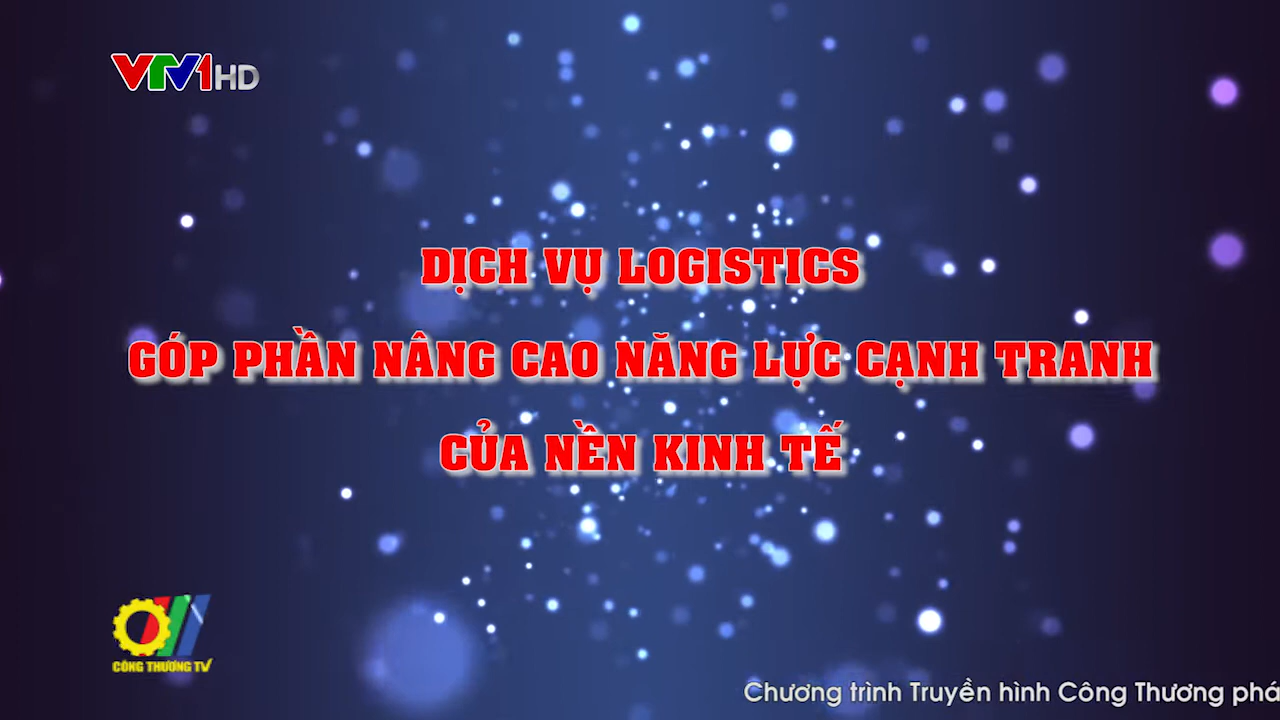 VTV1HD
DỊCH VỤ LOGISTICS
GÓP PHẦN NÂNG CAO NĂNG LỰC CẠNH TRANH
CỦA NỀN KINH TẾ
CÔNG THƯƠNG TV
Chương trình Truyền hình Công Thương phá